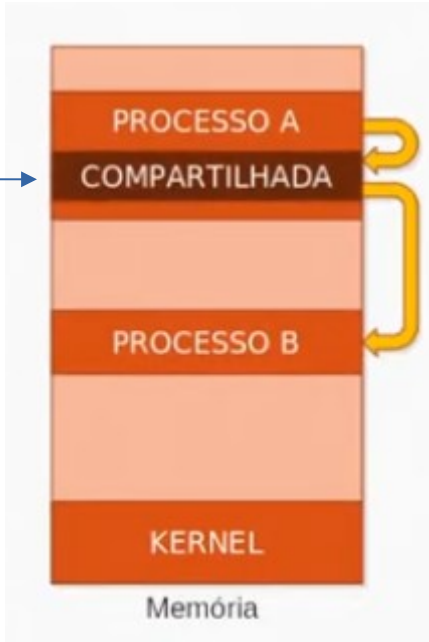 PROCESSO A
COMPARTILHADA
PROCESSO B
KERNEL
Memória